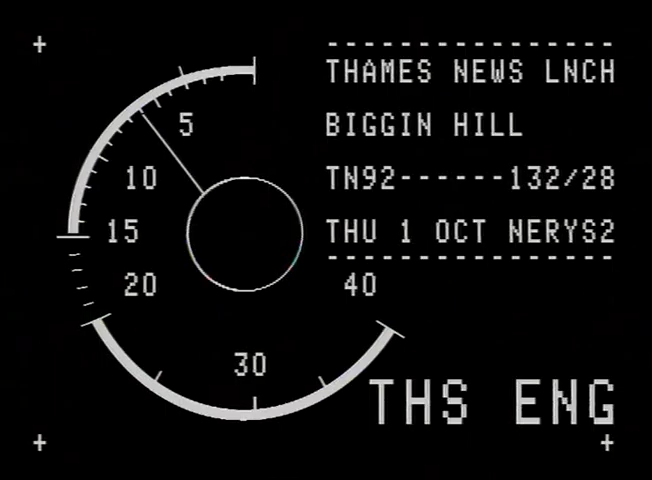 THAMES NEWS LNCH
BIGGIN HILL
TN92------132/28
THU 1 OCT NERYS2
5
10
15
20
30
40
THS ENG